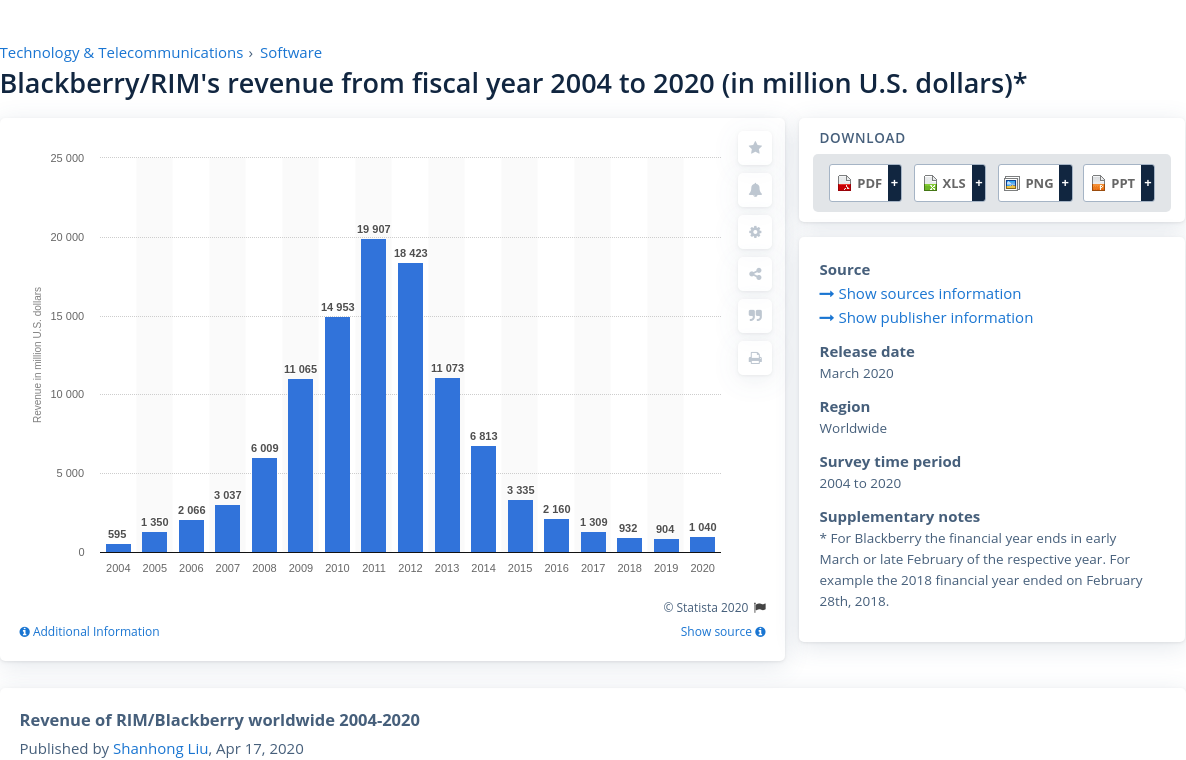 Technology & Telecommunications › Software
Blackberry/RIM's revenue from fiscal year 2004 to 2020 (in million U.S. dollars)*
Revenue in million U.S. dollars
25 000
20 000
15 000
10 000
5 000
0
595
1 350
2 066
3 037
6 009
11 065
14 953
19 907
18 423
11 073
6 813
3 335
2 160
1 309
932
904
1 040
2004 2005 2006 2007 2008 2009 2010 2011 2012 2013 2014 2015 2016 2017 2018 2019 2020
© Statista 2020
Additional Information
Show source
DOWNLOAD
PDF + XLS + PNG + PPT +
Source
Show sources information
Show publisher information
Release date
March 2020
Region
Worldwide
Survey time period
2004 to 2020
Supplementary notes
* For Blackberry the financial year ends in early
March or late February of the respective year. For
example the 2018 financial year ended on February
28th, 2018.
Revenue of RIM/Blackberry worldwide 2004-2020
Published by Shanhong Liu, Apr 17, 2020